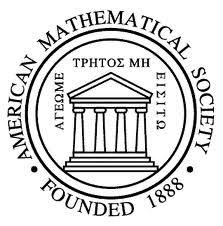 AMERICAN MATHEMATICAL SOCIETY
ΑΓΕΩΜΕ
ΤΡΗΤΟΣ ΜΗ
ΕΙΣΙΤΩ
· FOUNDED 1888 ·